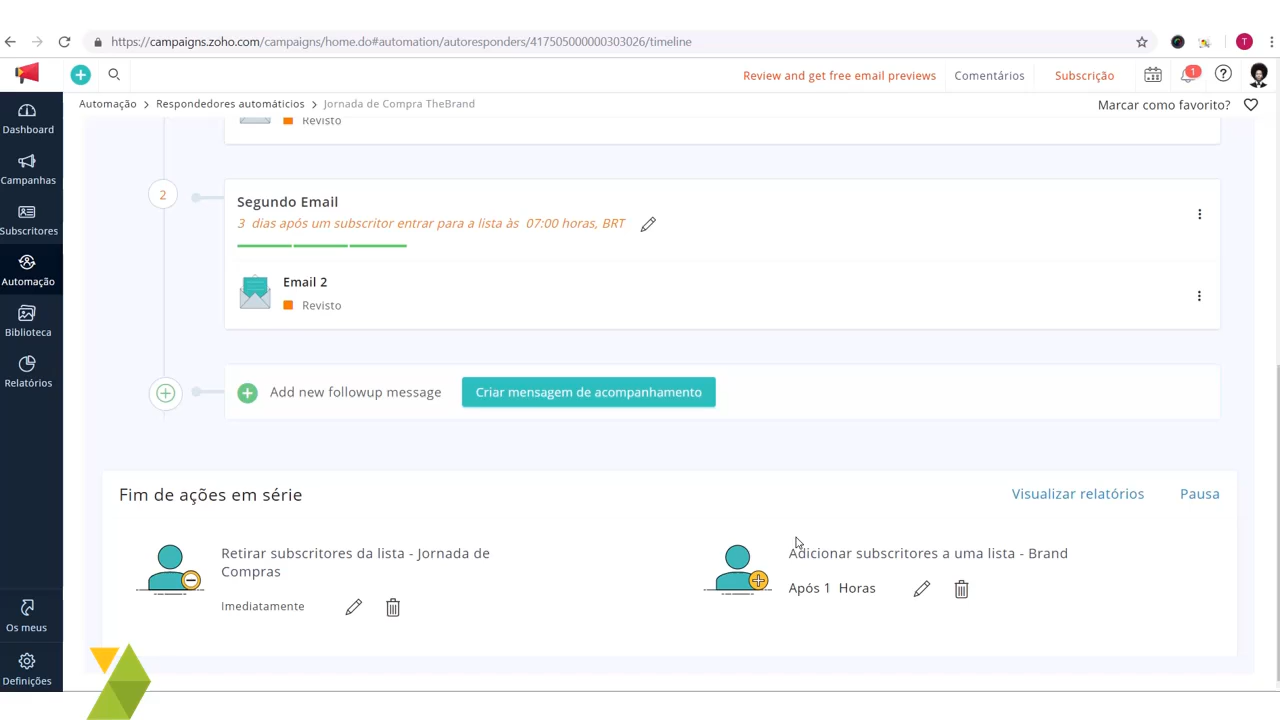 https://campaigns.zoho.com/campaigns/home.do#automation/autoresponders/417505000000303026/timeline
T
Review and get free email previews
Comentários
Subscrição
1
Automação > Respondedores automáticios > Jornada de Compra TheBrand
Marcar como favorito?
Dashboard
Campanhas
Subscritores
Automação
Biblioteca
Relatórios
Os meus
Definições
Revisto
2
Segundo Email
3 dias após um subscritor entrar para a lista às 07:00 horas, BRT
Email 2
Revisto
Add new followup message
Criar mensagem de acompanhamento
Fim de ações em série
Visualizar relatórios
Pausa
Retirar subscritores da lista - Jornada de
Compras
Imediatamente
Adicionar subscritores a uma lista - Brand
Após 1 Horas